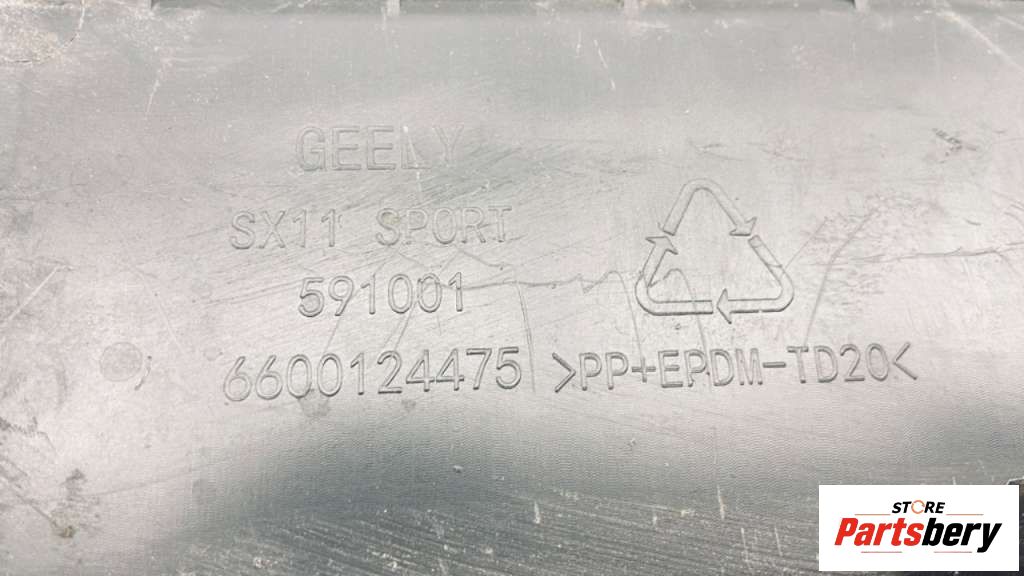 GEELY
SX11 SPORT
591001
6600124475 >PP+EPDM-TD20<
STORE
Partsbery